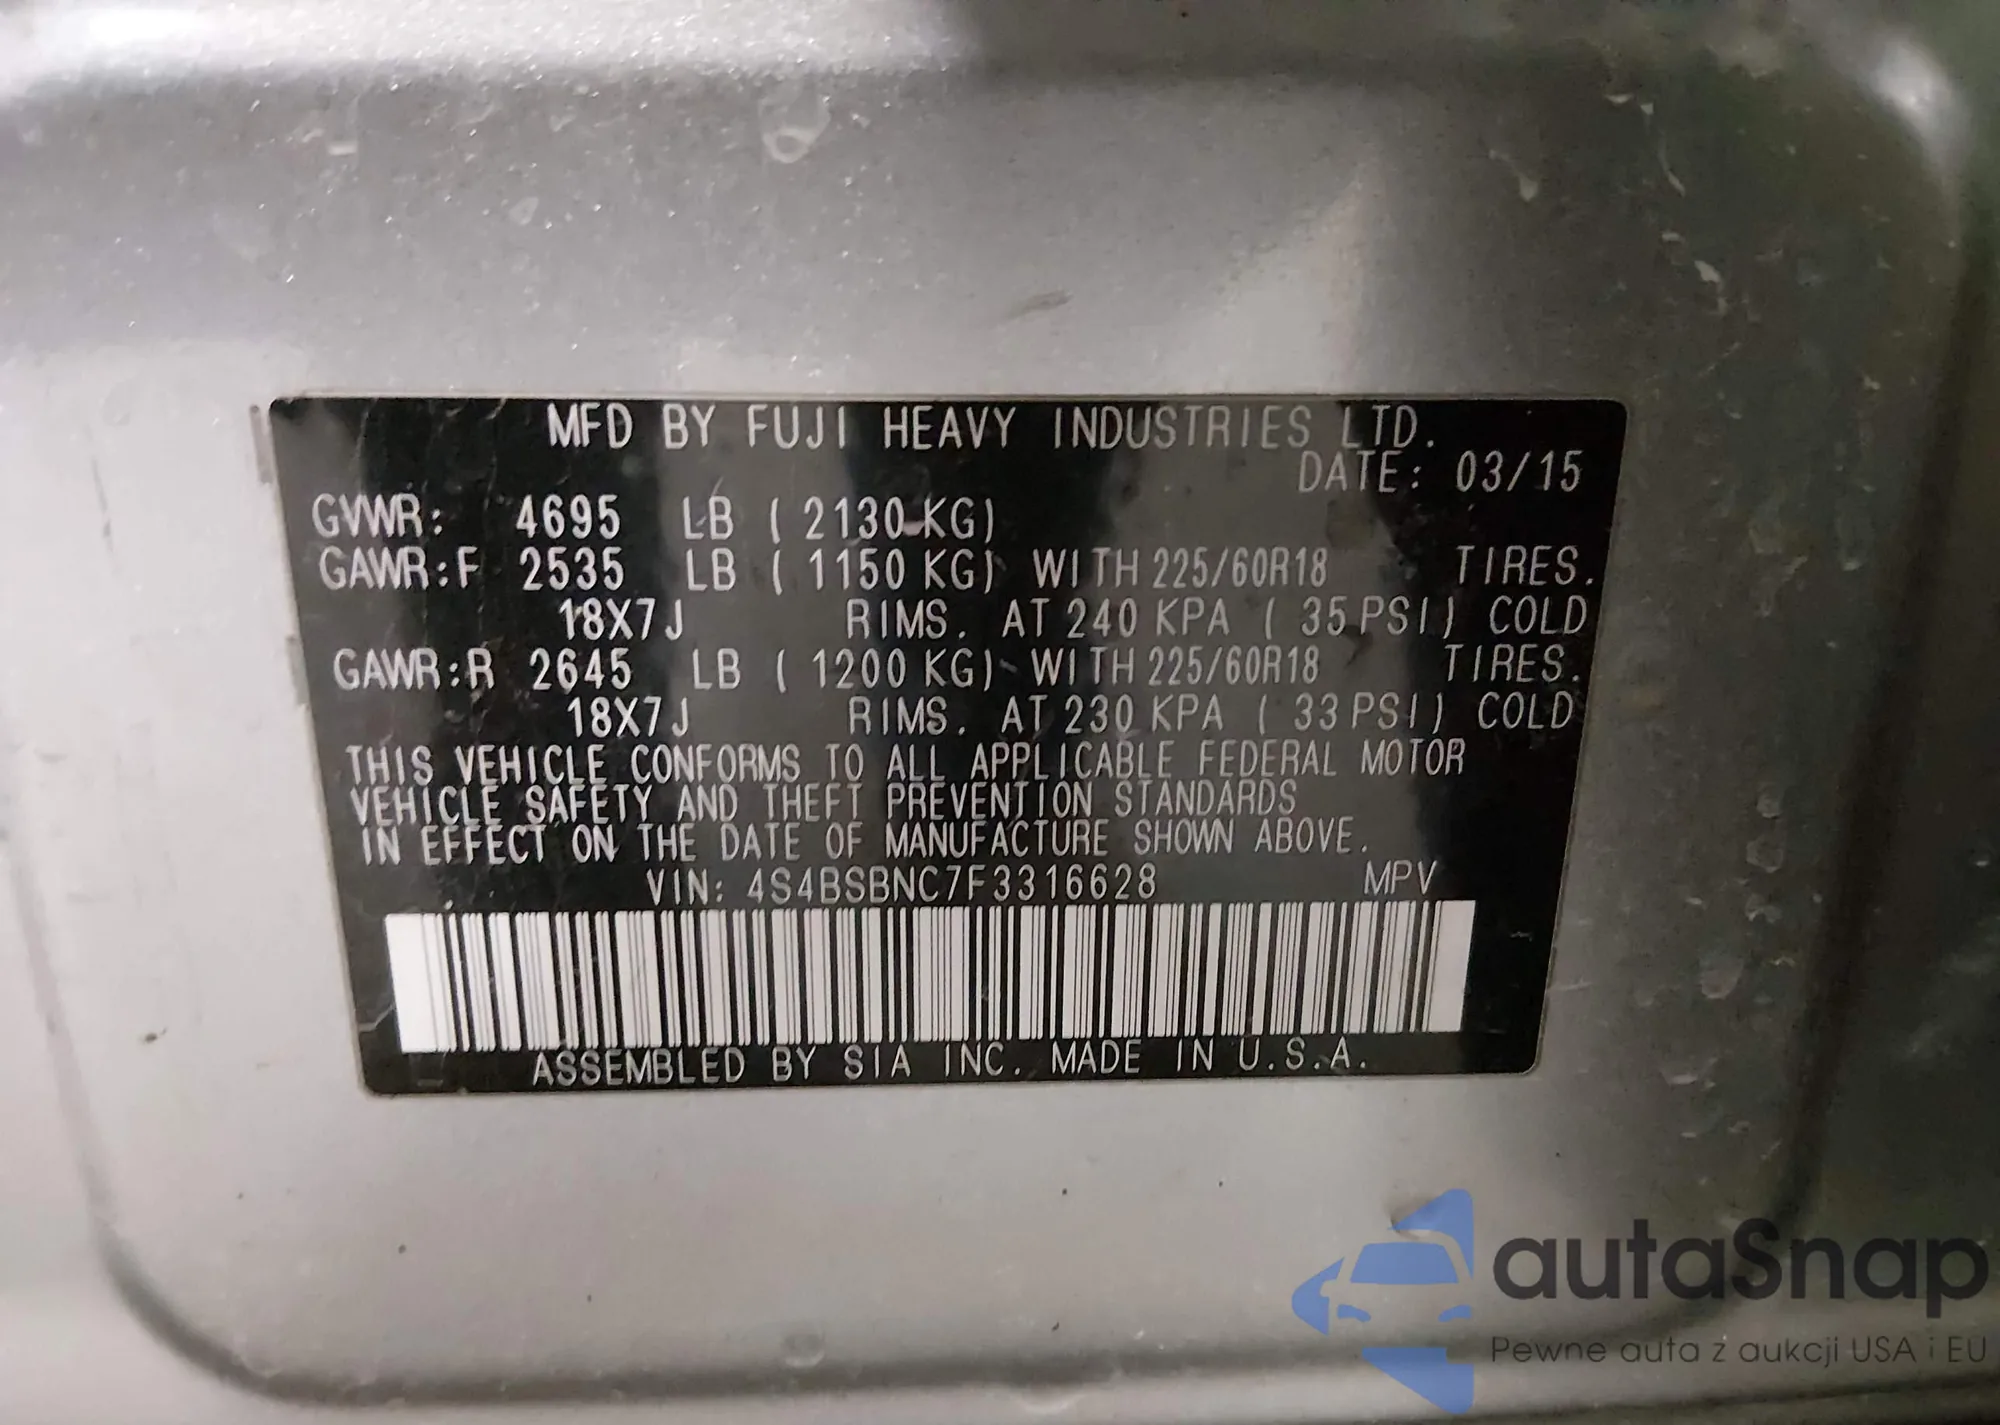 MFD BY FUJI HEAVY INDUSTRIES LTD.
DATE: 03/15
GVWR: 4695 LB ( 2130 KG)
GAWR:F 2535 LB ( 1150 KG) WITH 225/60R18 TIRES.
18X7J RIMS. AT 240 KPA ( 35 PSI) COLD
GAWR:R 2645 LB ( 1200 KG) WITH 225/60R18 TIRES.
18X7J RIMS. AT 230 KPA ( 33 PSI) COLD
THIS VEHICLE CONFORMS TO ALL APPLICABLE FEDERAL MOTOR
VEHICLE SAFETY AND THEFT PREVENTION STANDARDS
IN EFFECT ON THE DATE OF MANUFACTURE SHOWN ABOVE.
VIN: 4S4BSBNC7F3316628 MPV
ASSEMBLED BY SIA INC. MADE IN U.S.A.
autaSnap
Pewne auta z aukcji USA i EU